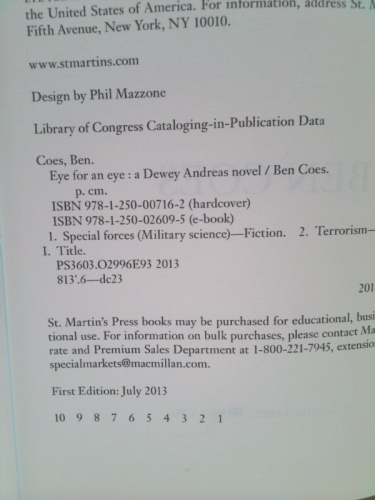 the United States of America. For information, address St.
Fifth Avenue, New York, NY 10010.
www.stmartins.com
Design by Phil Mazzone
Library of Congress Cataloging-in-Publication Data
Coes, Ben.
Eye for an eye : a Dewey Andreas novel / Ben Coes.
p. cm.
ISBN 978-1-250-00716-2 (hardcover)
ISBN 978-1-250-02609-5 (e-book)
1. Special forces (Military science)—Fiction. 2. Terrorism—
I. Title.
PS3603.O2996E93 2013
813'.6—dc23
201
St. Martin's Press books may be purchased for educational, busi
tional use. For information on bulk purchases, please contact Ma
rate and Premium Sales Department at 1-800-221-7945, extensio
specialmarkets@macmillan.com.
First Edition: July 2013
10 9 8 7 6 5 4 3 2 1